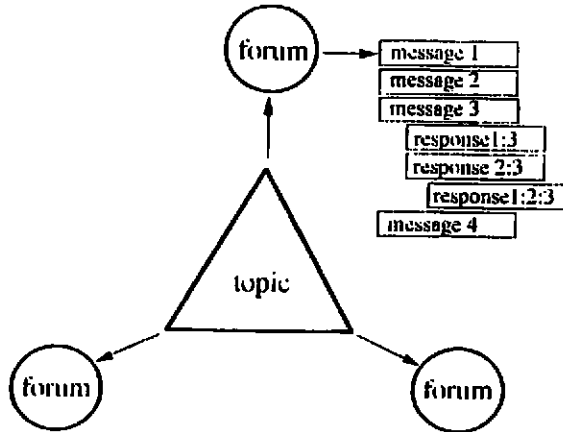 forum
message 1
message 2
message 3
response1:3
response 2:3
response1:2:3
message 4
topic
forum
forum